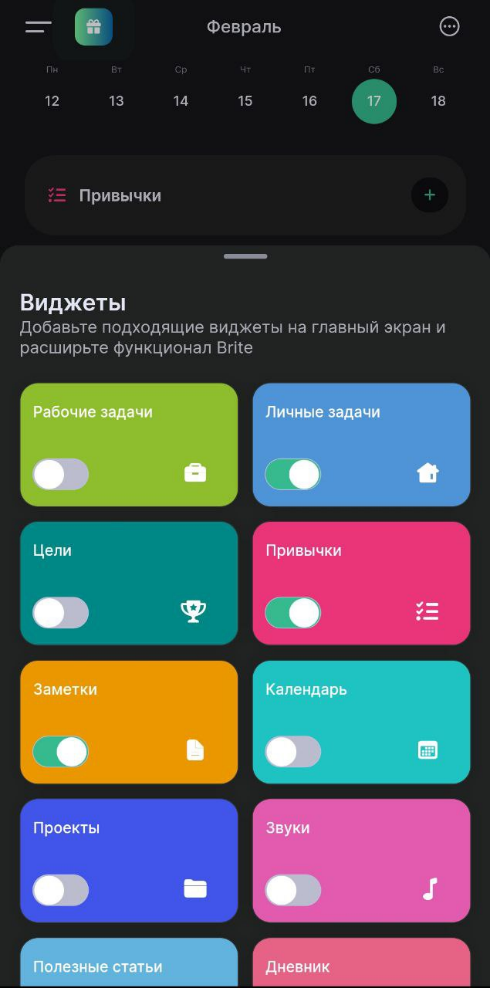 Февраль
Пн Вт Ср Чт Пт Сб Вс
12 13 14 15 16 17 18
Привычки
Виджеты
Добавьте подходящие виджеты на главный экран и
расширьте функционал Brite
Рабочие задачи
Личные задачи
Цели
Привычки
Заметки
Календарь
Проекты
Звуки
Полезные статьи
Дневник